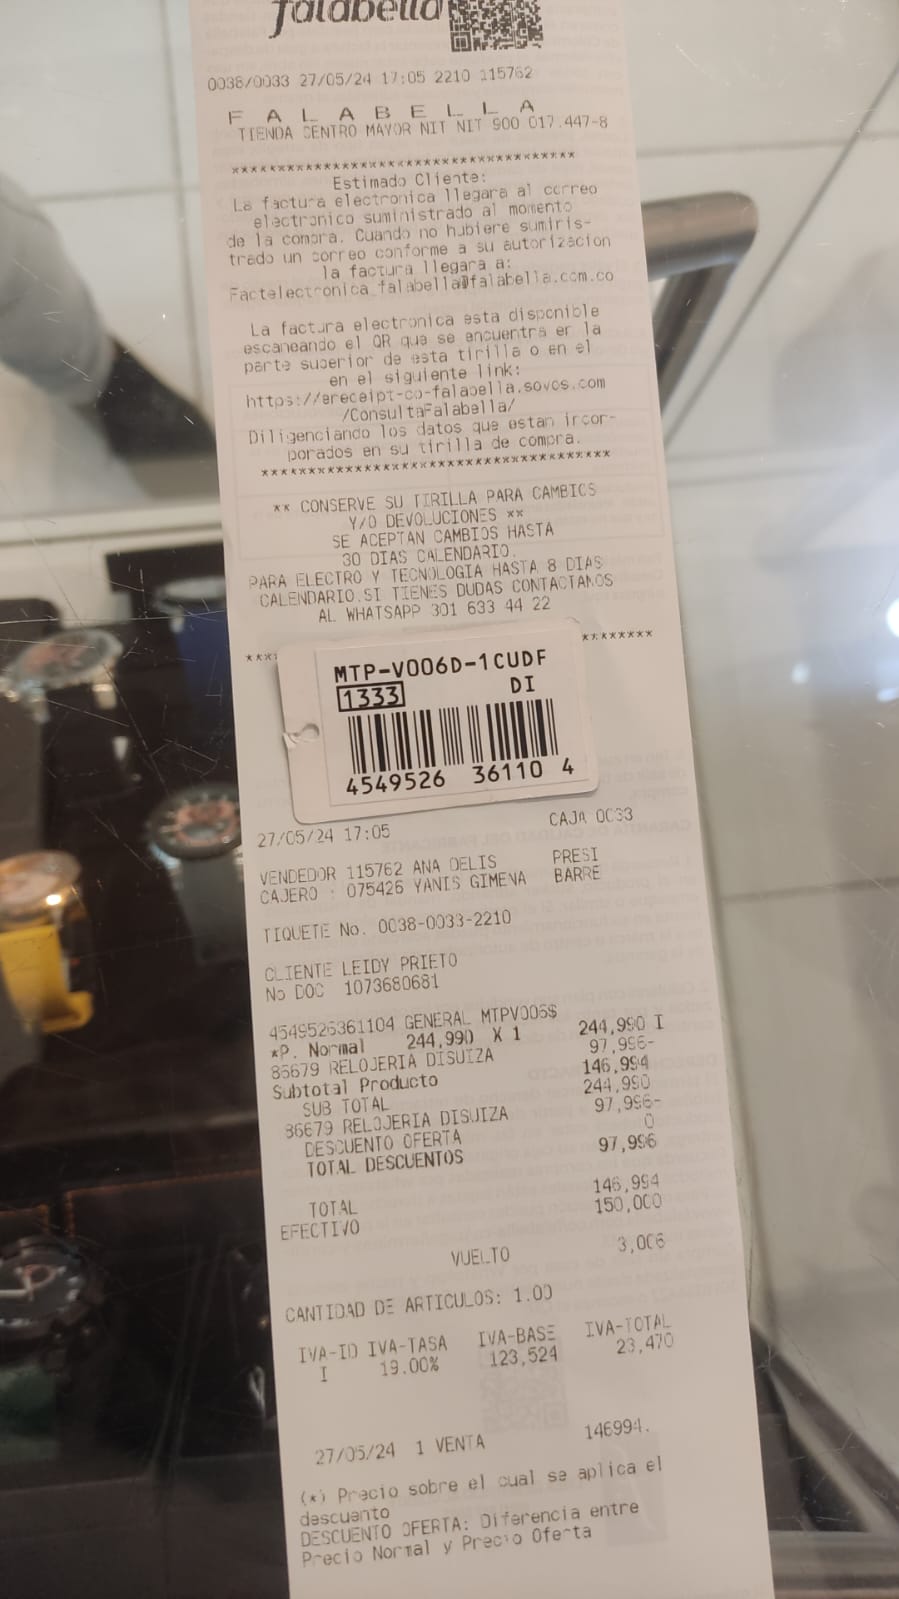 falabella
0038/0033 27/05/24 17:05 2210 115762
F A L A B E L L A
TIENDA CENTRO MAYOR NIT NIT 900 017.447-8
*************************************
Estimado Cliente:
La factura electronica llegara al correo
electronico suministrado al momento
de la compra. Cuando no hubiere suministrado
un correo conforme a su autorizacion
la factura llegara a:
Factelectronica_falabella@falabella.com.co
La factura electronica esta disponible
escaneando el QR que se encuentra en la
parte superior de esta tirilla o en el
en el siguiente link:
https://ereceipt-co-falabella.sovos.com
/ConsultaFalabella/
Diligenciando los datos que estan incor-
porados en su tirilla de compra.
*************************************
** CONSERVE SU TIRILLA PARA CAMBIOS
Y/O DEVOLUCIONES **
SE ACEPTAN CAMBIOS HASTA
30 DIAS CALENDARIO.
PARA ELECTRO Y TECNOLOGIA HASTA 8 DIAS
CALENDARIO.SI TIENES DUDAS CONTACTANOS
AL WHATSAPP 301 633 44 22
MTP-V006D-1CUDF
1333 DI
4549526 36110 4
27/05/24 17:05 CAJA 0033
VENDEDOR 115762 ANA DELIS PRESI
CAJERO : 075426 YANIS GIMENA BARRE
TIQUETE No. 0038-0033-2210
CLIENTE LEIDY PRIETO
No DOC 1073680681
4549526361104 GENERAL MTPV006$
*P. Normal 244,990 X 1 244,990 I
86679 RELOJERIA DISUIZA 97,996-
Subtotal Producto 146,994
SUB TOTAL 244,990
86679 RELOJERIA DISUIZA 97,996-
DESCUENTO OFERTA 0
TOTAL DESCUENTOS 97,996
TOTAL 146,994
EFECTIVO 150,000
VUELTO 3,006
CANTIDAD DE ARTICULOS: 1.00
IVA-ID IVA-TASA IVA-BASE IVA-TOTAL
I 19.00% 123,524 23,470
27/05/24 1 VENTA 146994.
(*) Precio sobre el cual se aplica el
descuento
DESCUENTO OFERTA: Diferencia entre
Precio Normal y Precio Oferta